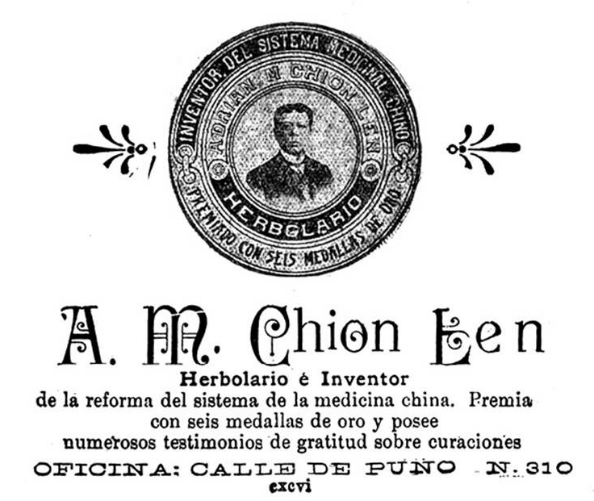 INVENTOR DEL SISTEMA MEDICINAL CHINO
ADRIAN M CHION LEN
HERBOLARIO
PREMIADO CON SEIS MEDALLAS DE ORO
A. M. Chion Len
Herbolario é Inventor
de la reforma del sistema de la medicina china. Premia
con seis medallas de oro y posee
numerosos testimonios de gratitud sobre curaciones
OFICINA: CALLE DE PUÑO N. 310
cxcvi